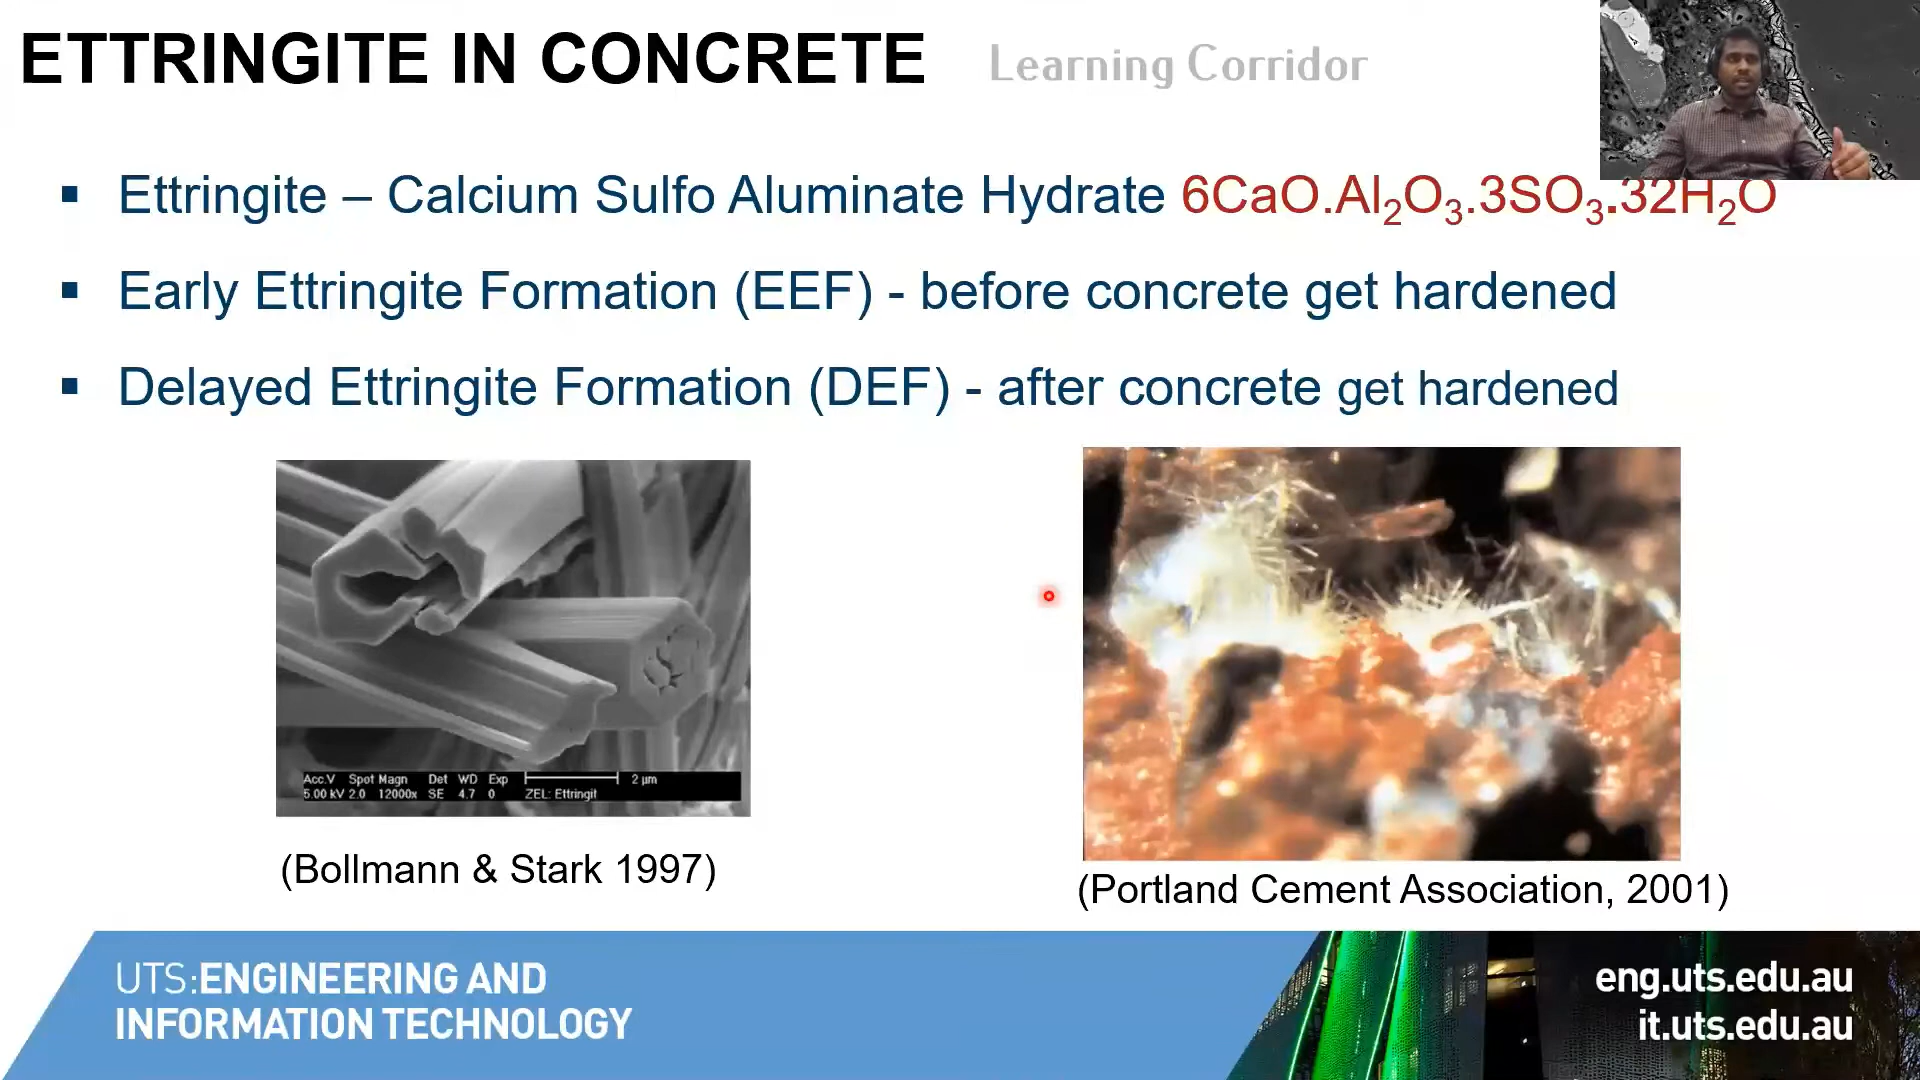 ETTRINGITE IN CONCRETE
Learning Corridor
▪ Ettringite – Calcium Sulfo Aluminate Hydrate 6CaO.Al₂O₃.3SO₃.32H₂O
▪ Early Ettringite Formation (EEF) - before concrete get hardened
▪ Delayed Ettringite Formation (DEF) - after concrete get hardened
Acc.V Spot Magn Det WD Exp 2 µm
5.00 kV 2.0 12000x SE 4.7 0 ZEL: Ettringit
(Bollmann & Stark 1997)
(Portland Cement Association, 2001)
UTS:ENGINEERING AND
INFORMATION TECHNOLOGY
eng.uts.edu.au
it.uts.edu.au